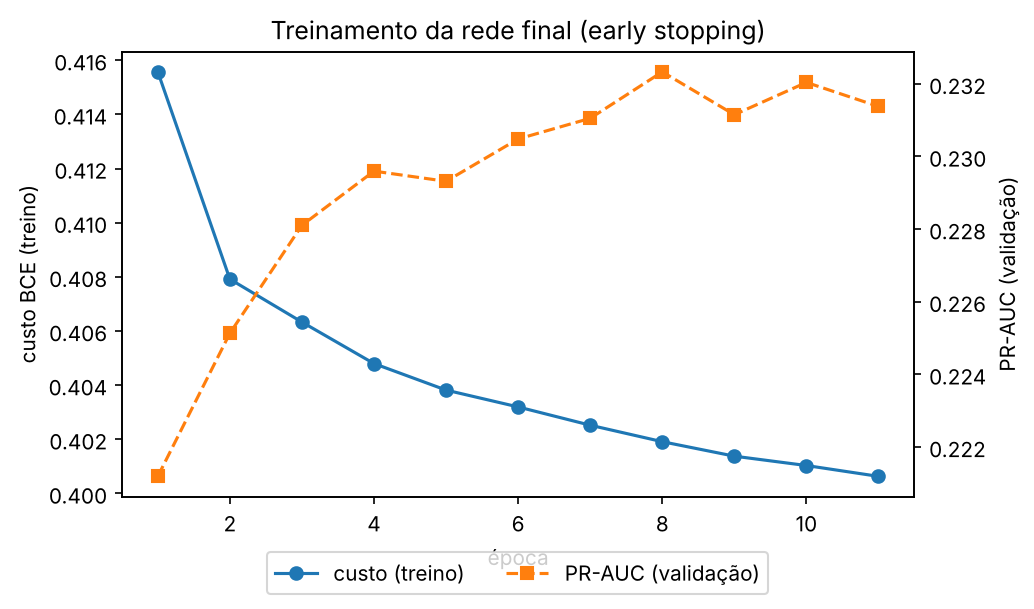 Treinamento da rede final (early stopping)
custo BCE (treino)
0.416
0.414
0.412
0.410
0.408
0.406
0.404
0.402
0.400
0.232
0.230
0.228
0.226
0.224
0.222
PR-AUC (validação)
2 4 6 8 10
época
custo (treino) PR-AUC (validação)